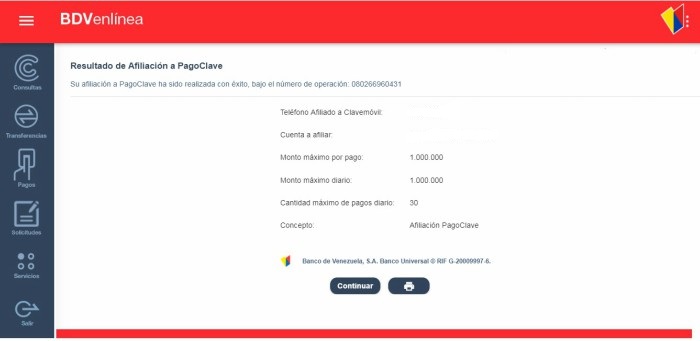 BDVenlínea
Resultado de Afiliación a PagoClave
Su afiliación a PagoClave ha sido realizada con éxito, bajo el número de operación: 080266960431
Consultas
Transferencias
Pagos
Solicitudes
Servicios
Salir
Teléfono Afiliado a Clavemóvil:
Cuenta a afiliar:
Monto máximo por pago: 1.000.000
Monto máximo diario: 1.000.000
Cantidad máximo de pagos diario: 30
Concepto: Afiliación PagoClave
Banco de Venezuela, S.A. Banco Universal © RIF G-20009997-6.
Continuar